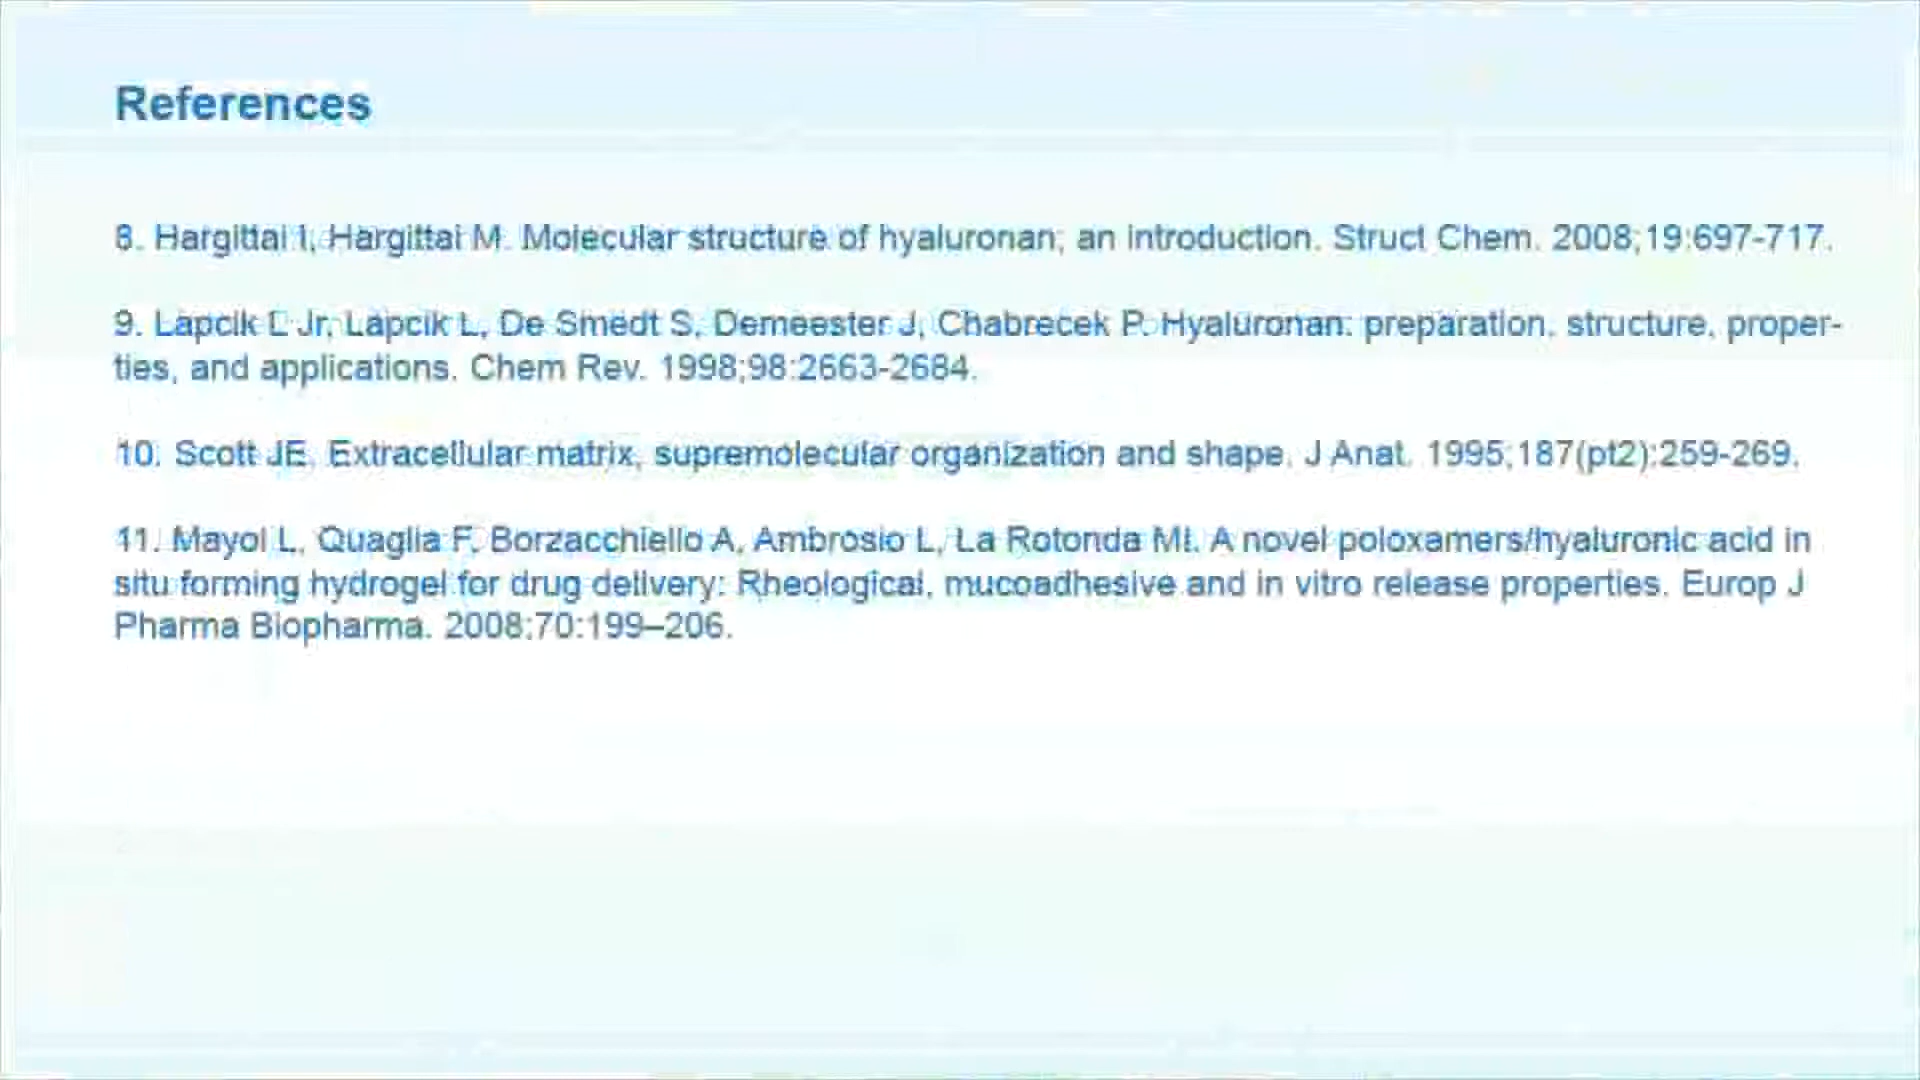 References
8. Hargittai I, Hargittai M. Molecular structure of hyaluronan; an introduction. Struct Chem. 2008;19:697-717.
9. Lapcik L Jr, Lapcik L, De Smedt S, Demeester J, Chabrecek P. Hyaluronan: preparation, structure, proper-
ties, and applications. Chem Rev. 1998;98:2663-2684.
10. Scott JE. Extracellular matrix, supremolecular organization and shape. J Anat. 1995;187(pt2):259-269.
11. Mayol L, Quaglia F, Borzacchiello A, Ambrosio L, La Rotonda MI. A novel poloxamers/hyaluronic acid in
situ forming hydrogel for drug delivery: Rheological, mucoadhesive and in vitro release properties. Europ J
Pharma Biopharma. 2008;70:199–206.